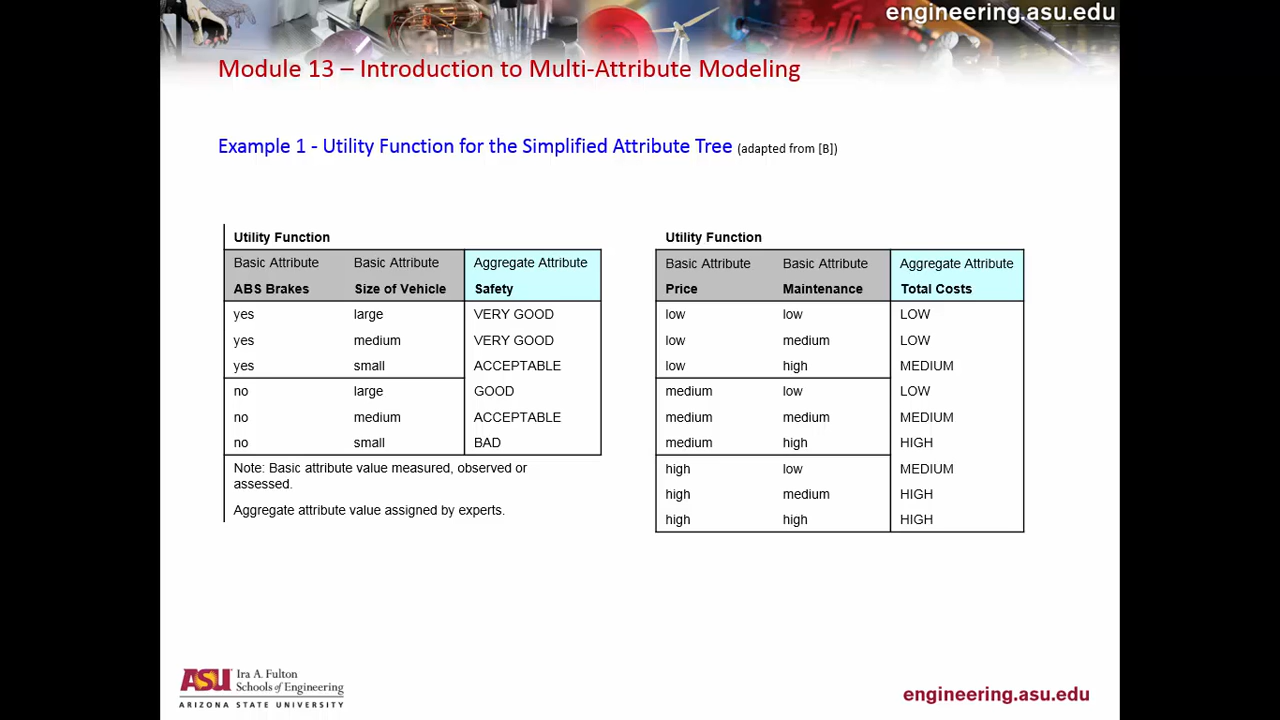 engineering.asu.edu
Module 13 – Introduction to Multi-Attribute Modeling
Example 1 - Utility Function for the Simplified Attribute Tree (adapted from [B])
Utility Function
Basic Attribute Basic Attribute Aggregate Attribute
ABS Brakes Size of Vehicle Safety
yes large VERY GOOD
yes medium VERY GOOD
yes small ACCEPTABLE
no large GOOD
no medium ACCEPTABLE
no small BAD
Note: Basic attribute value measured, observed or
assessed.
Aggregate attribute value assigned by experts.
Utility Function
Basic Attribute Basic Attribute Aggregate Attribute
Price Maintenance Total Costs
low low LOW
low medium LOW
low high MEDIUM
medium low LOW
medium medium MEDIUM
medium high HIGH
high low MEDIUM
high medium HIGH
high high HIGH
ASU Ira A. Fulton
Schools of Engineering
ARIZONA STATE UNIVERSITY
engineering.asu.edu